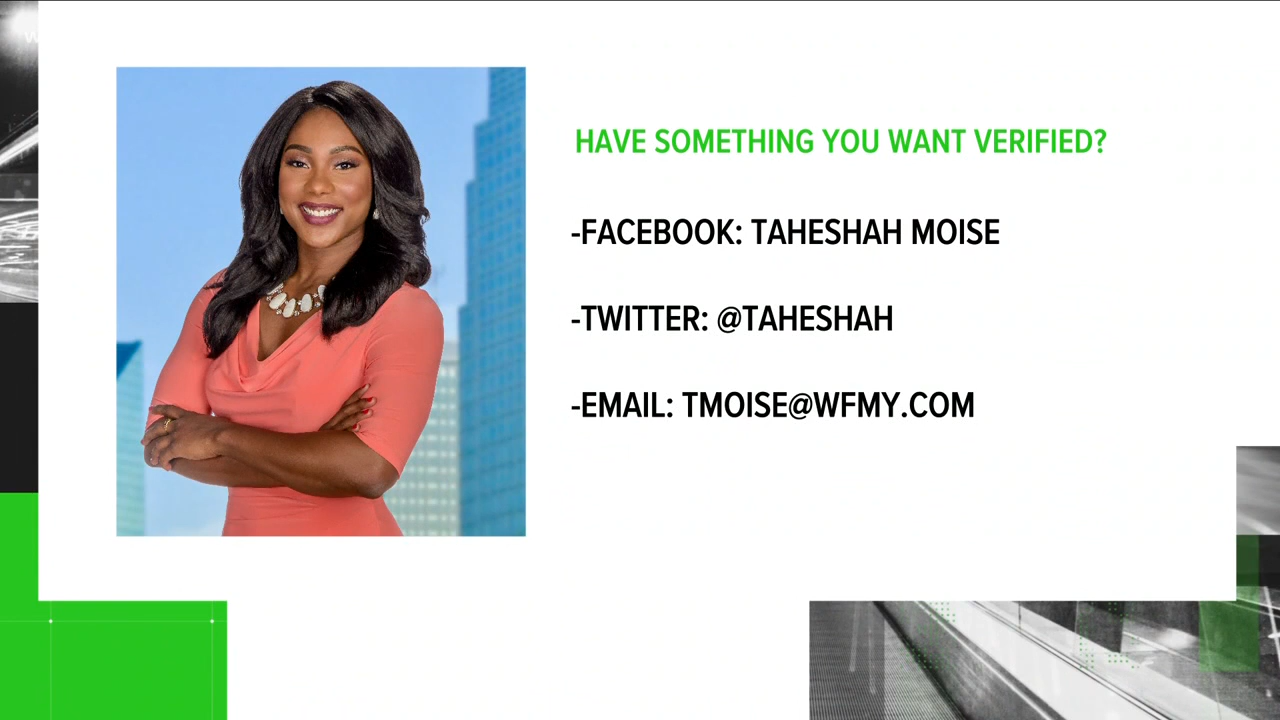 HAVE SOMETHING YOU WANT VERIFIED?
-FACEBOOK: TAHESHAH MOISE
-TWITTER: @TAHESHAH
-EMAIL: TMOISE@WFMY.COM